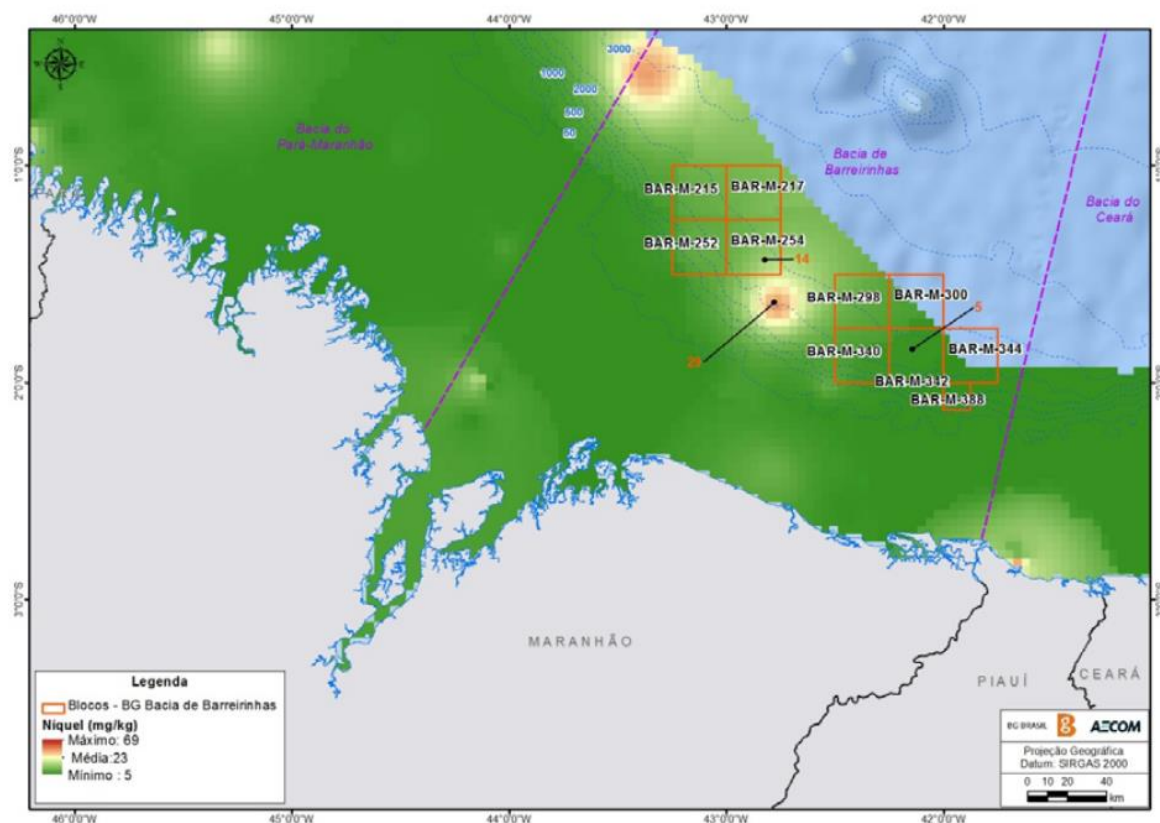 46°0'0"W 45°0'0"W 44°0'0"W 43°0'0"W 42°0'0"W
N
W E
S
3000
1000
2000
500
50
Bacia do
Pará-Maranhão
Bacia de
Barreirinhas
Bacia do
Ceará
1°0'0"S
BAR-M-215 BAR-M-217
BAR-M-252 BAR-M-254
14
BAR-M-298 BAR-M-300
5
BAR-M-340 BAR-M-344
29
BAR-M-342
BAR-M-388
2°0'0"S
3°0'0"S
MARANHÃO
PIAUÍ
CEARÁ
Legenda
Blocos - BG Bacia de Barreirinhas
Níquel (mg/kg)
Máximo: 69
Média:23
Mínimo : 5
BG BRASIL AECOM
Projeção Geográfica
Datum: SIRGAS 2000
0 10 20 40
km
46°0'0"W 45°0'0"W 44°0'0"W 43°0'0"W 42°0'0"W